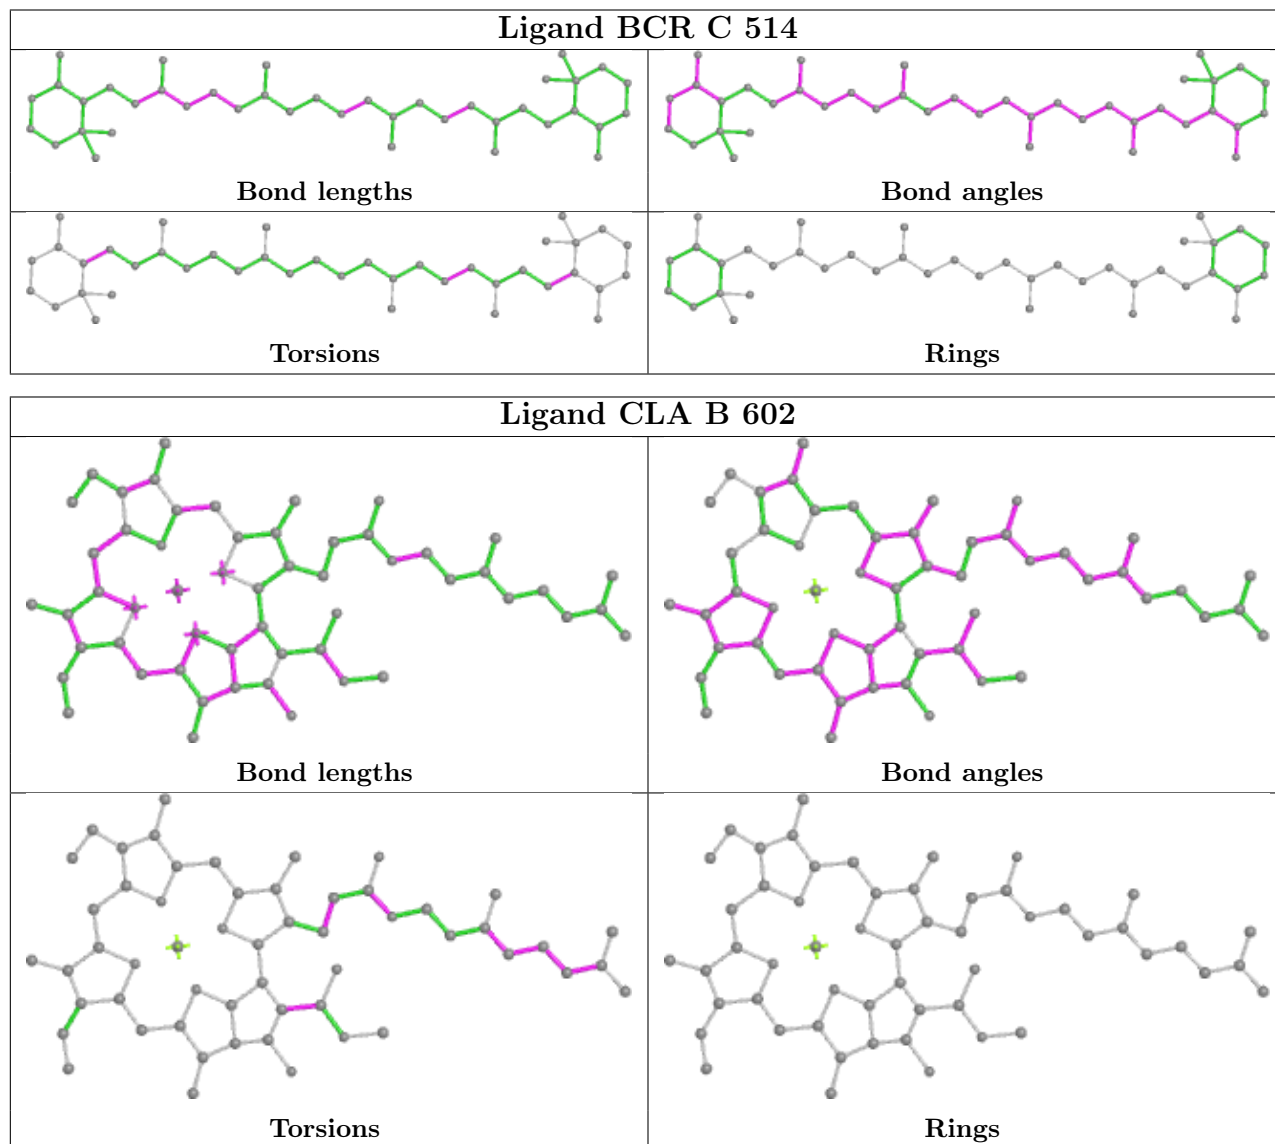 Ligand BCR C 514
Bond lengths
Bond angles
Torsions
Rings
Ligand CLA B 602
Bond lengths
Bond angles
Torsions
Rings